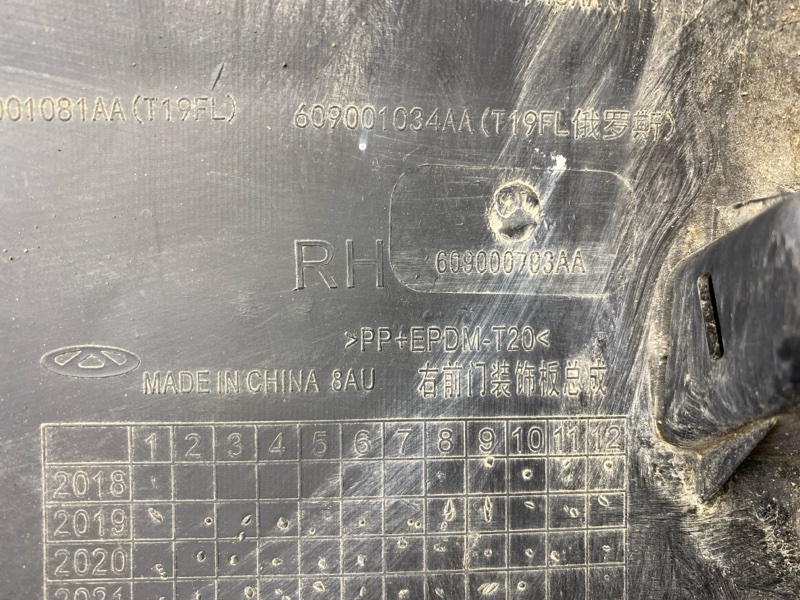 001081AA(T19FL)
609001034AA(T19FL俄罗斯)
RH
609000703AA
>PP+EPDM-T20<
MADE IN CHINA 8AU 右前门装饰板总成
1 2 3 4 5 6 7 8 9 10 11 12
2018
2019
2020
2021